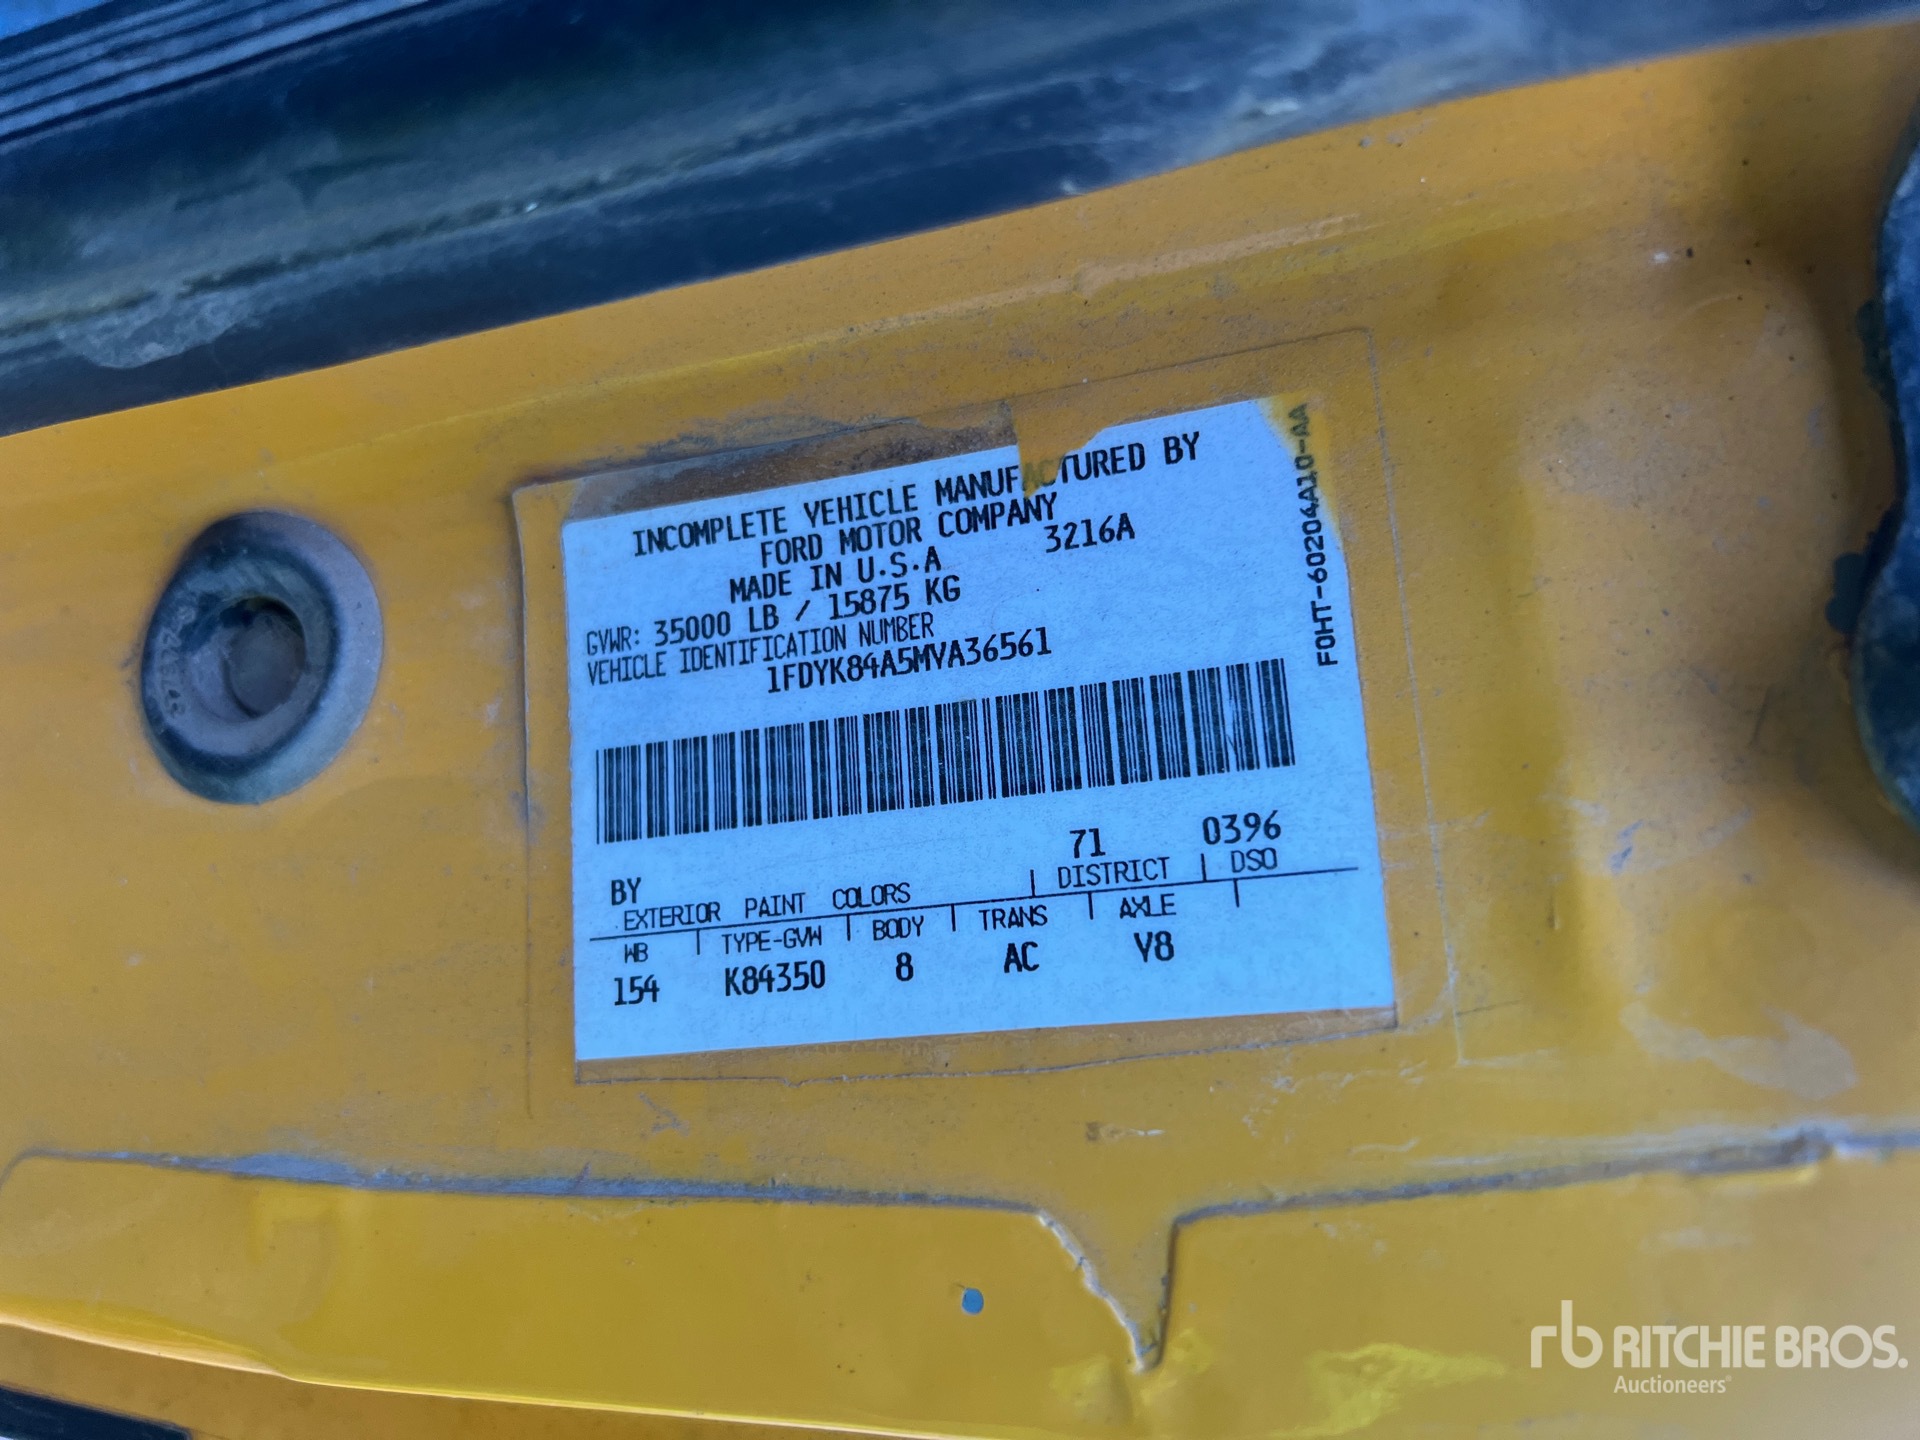 INCOMPLETE VEHICLE MANUFACTURED BY
FORD MOTOR COMPANY
MADE IN U.S.A 3216A
GVWR: 35000 LB / 15875 KG
VEHICLE IDENTIFICATION NUMBER
1FDYK84A5MVA36561
F0HT-60204A10-AA
71 0396
BY DISTRICT DSO
EXTERIOR PAINT COLORS
WB TYPE-GVW BODY TRANS AXLE
154 K84350 8 AC V8
rb RITCHIE BROS.
Auctioneers